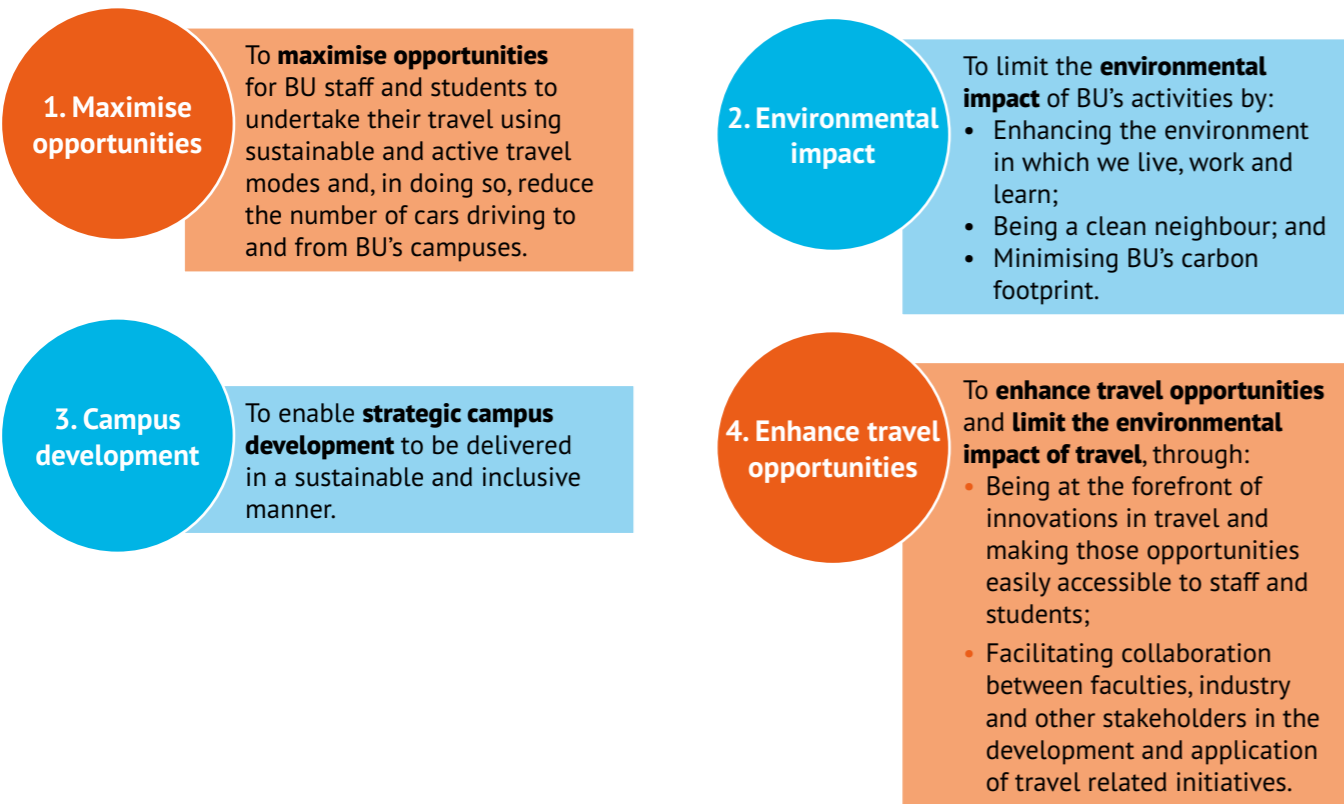 1. Maximise
opportunities
To maximise opportunities
for BU staff and students to
undertake their travel using
sustainable and active travel
modes and, in doing so, reduce
the number of cars driving to
and from BU’s campuses.
2. Environmental
impact
To limit the environmental
impact of BU’s activities by:
• Enhancing the environment
in which we live, work and
learn;
• Being a clean neighbour; and
• Minimising BU’s carbon
footprint.
3. Campus
development
To enable strategic campus
development to be delivered
in a sustainable and inclusive
manner.
4. Enhance travel
opportunities
To enhance travel opportunities
and limit the environmental
impact of travel, through:
• Being at the forefront of
innovations in travel and
making those opportunities
easily accessible to staff and
students;
• Facilitating collaboration
between faculties, industry
and other stakeholders in the
development and application
of travel related initiatives.